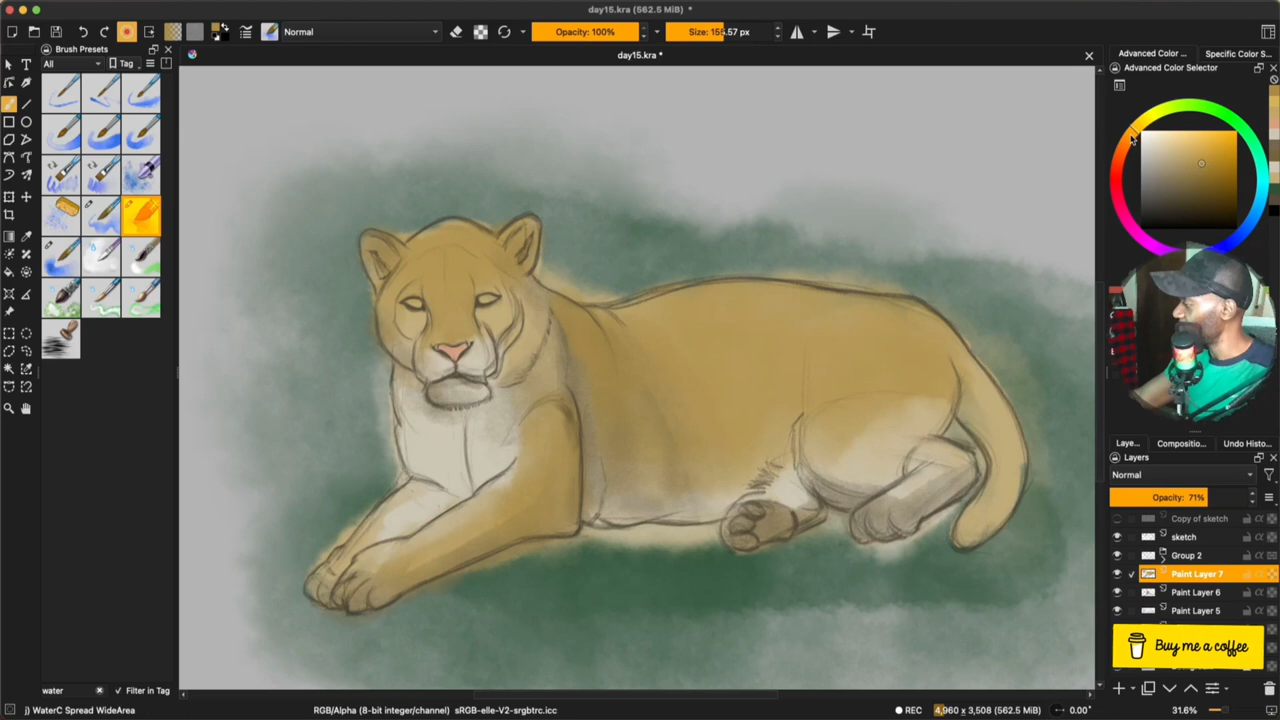 day15.kra (562.5 MiB) *
Normal
Opacity: 100%
Size: 156.57 px
Brush Presets
day15.kra *
Advanced Color ...
Specific Color S...
All
Tag
Advanced Color Selector
Laye...
Compositio...
Undo Histo...
Layers
Normal
Opacity: 71%
Copy of sketch
sketch
Group 2
Paint Layer 7
Paint Layer 6
Paint Layer 5
Buy me a coffee
water
Filter in Tag
j) WaterC Spread WideArea
RGB/Alpha (8-bit integer/channel) sRGB-elle-V2-srgbtrc.icc
REC
4,960 x 3,508 (562.5 MiB)
0.00°
31.6%